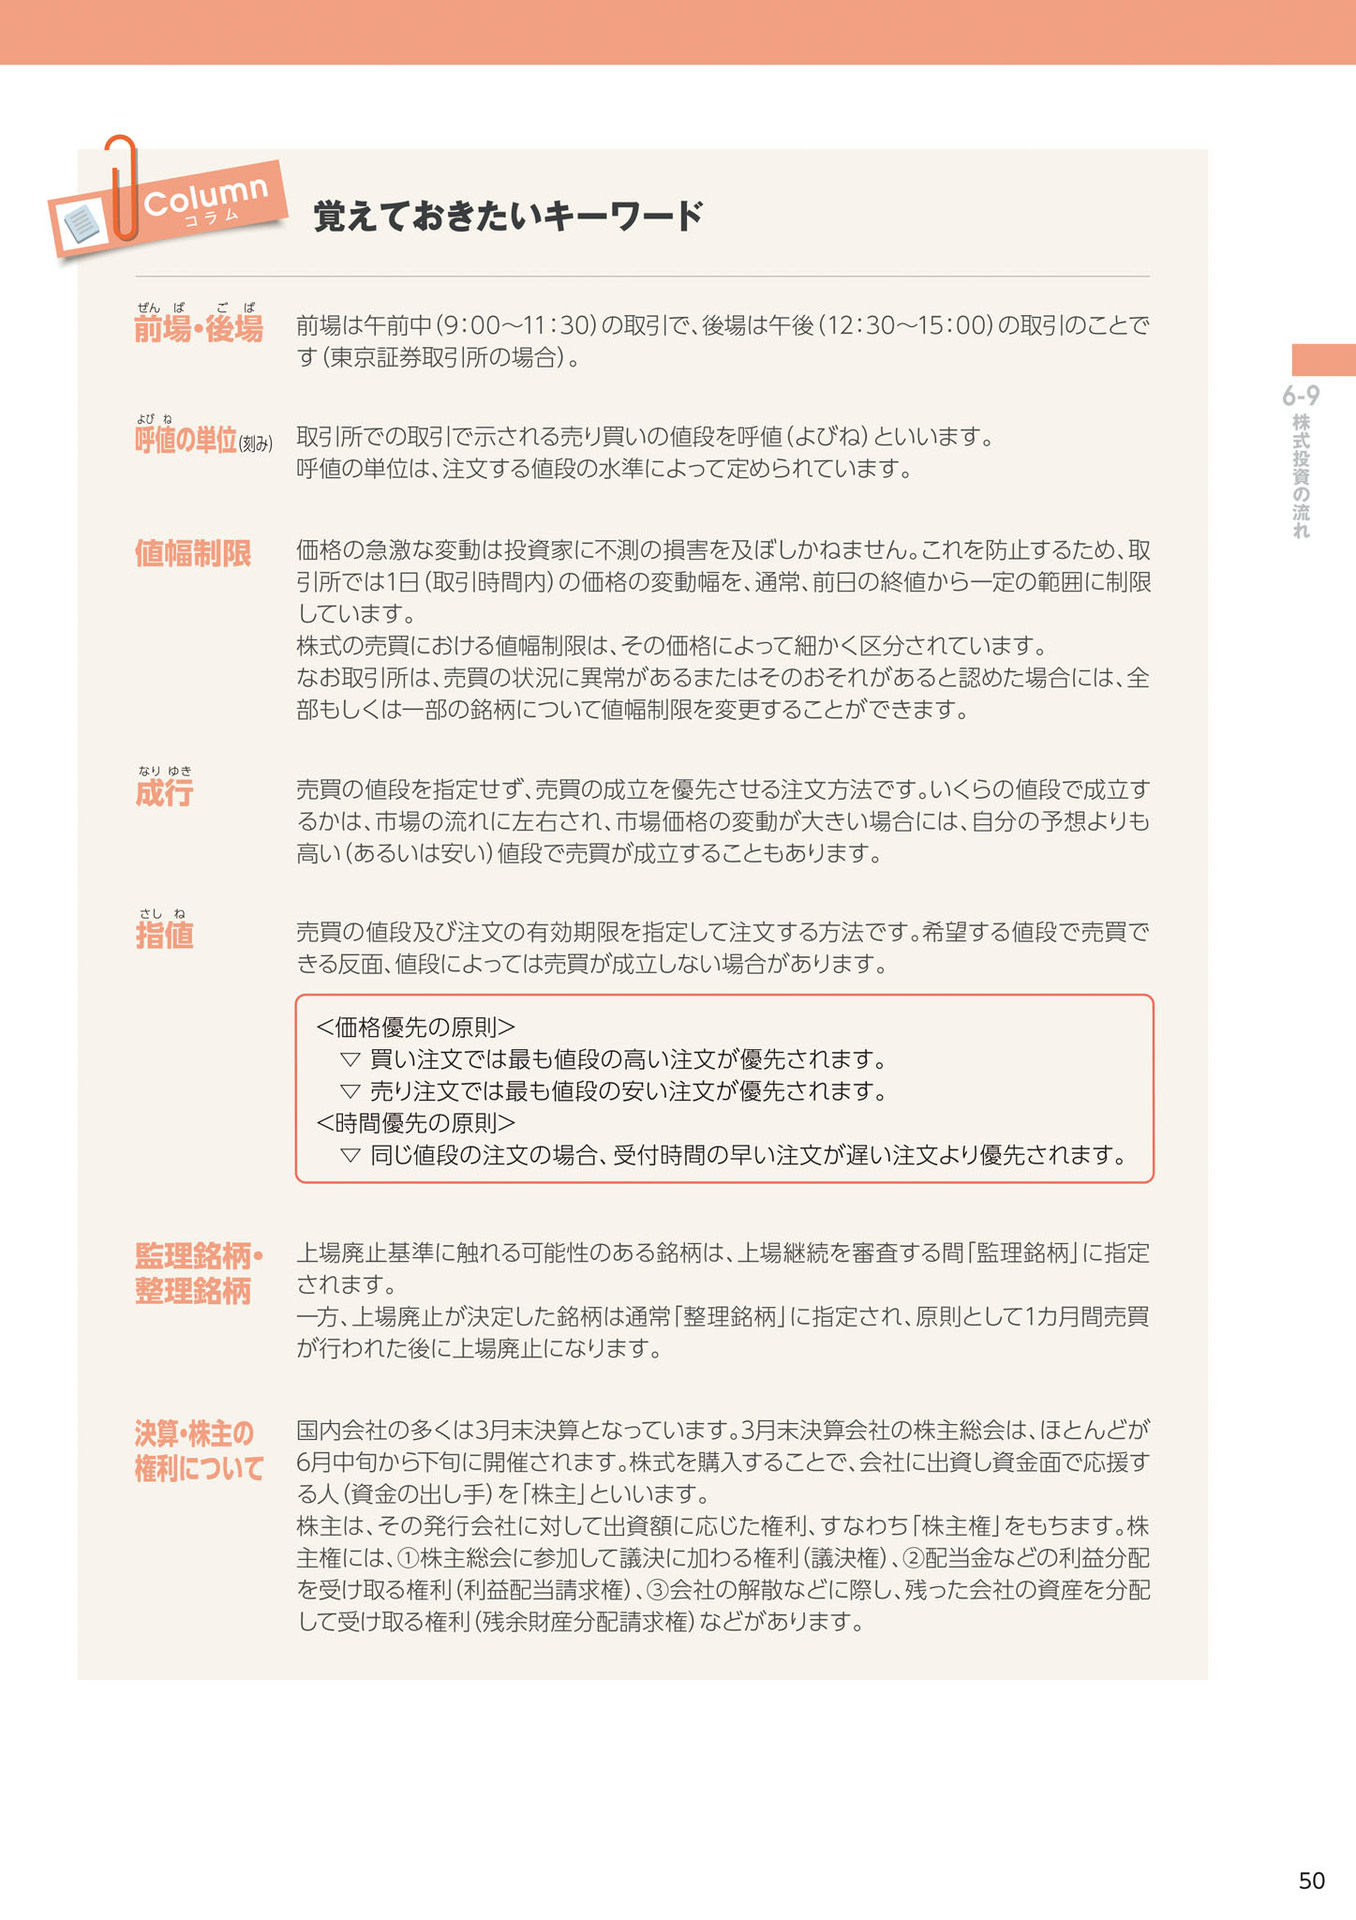 Column
コラム
覚えておきたいキーワード
ぜん ば ご ば
前場・後場
前場は午前中(9:00～11:30)の取引で、後場は午後(12:30～15:00)の取引のことで
す(東京証券取引所の場合)。
よび ね
呼値の単位(刻み)
取引所での取引で示される売り買いの値段を呼値(よびね)といいます。
呼値の単位は、注文する値段の水準によって定められています。
値幅制限
価格の急激な変動は投資家に不測の損害を及ぼしかねません。これを防止するため、取
引所では1日(取引時間内)の価格の変動幅を、通常、前日の終値から一定の範囲に制限
しています。
株式の売買における値幅制限は、その価格によって細かく区分されています。
なお取引所は、売買の状況に異常があるまたはそのおそれがあると認めた場合には、全
部もしくは一部の銘柄について値幅制限を変更することができます。
なり ゆき
成行
売買の値段を指定せず、売買の成立を優先させる注文方法です。いくらの値段で成立す
るかは、市場の流れに左右され、市場価格の変動が大きい場合には、自分の予想よりも
高い(あるいは安い)値段で売買が成立することもあります。
さし ね
指値
売買の値段及び注文の有効期限を指定して注文する方法です。希望する値段で売買で
きる反面、値段によっては売買が成立しない場合があります。
＜価格優先の原則＞
▽ 買い注文では最も値段の高い注文が優先されます。
▽ 売り注文では最も値段の安い注文が優先されます。
＜時間優先の原則＞
▽ 同じ値段の注文の場合、受付時間の早い注文が遅い注文より優先されます。
監理銘柄・
整理銘柄
上場廃止基準に触れる可能性のある銘柄は、上場継続を審査する間「監理銘柄」に指定
されます。
一方、上場廃止が決定した銘柄は通常「整理銘柄」に指定され、原則として1カ月間売買
が行われた後に上場廃止になります。
決算・株主の
権利について
国内会社の多くは3月末決算となっています。3月末決算会社の株主総会は、ほとんどが
6月中旬から下旬に開催されます。株式を購入することで、会社に出資し資金面で応援す
る人(資金の出し手)を「株主」といいます。
株主は、その発行会社に対して出資額に応じた権利、すなわち「株主権」をもちます。株
主権には、①株主総会に参加して議決に加わる権利(議決権)、②配当金などの利益分配
を受け取る権利(利益配当請求権)、③会社の解散などに際し、残った会社の資産を分配
して受け取る権利(残余財産分配請求権)などがあります。
6-9
株式投資の流れ
50